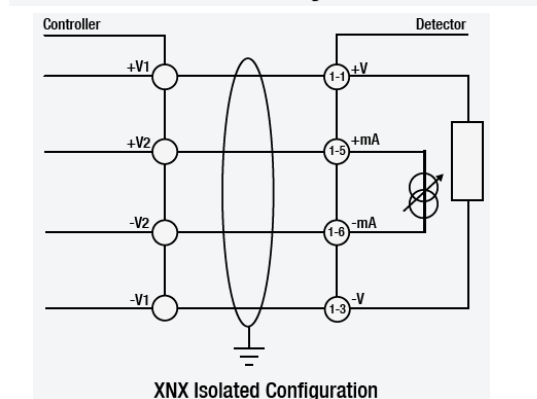 Controller Detector
+V1 1-1 +V
+V2 1-5 +mA
-V2 1-6 -mA
-V1 1-3 -V
XNX Isolated Configuration